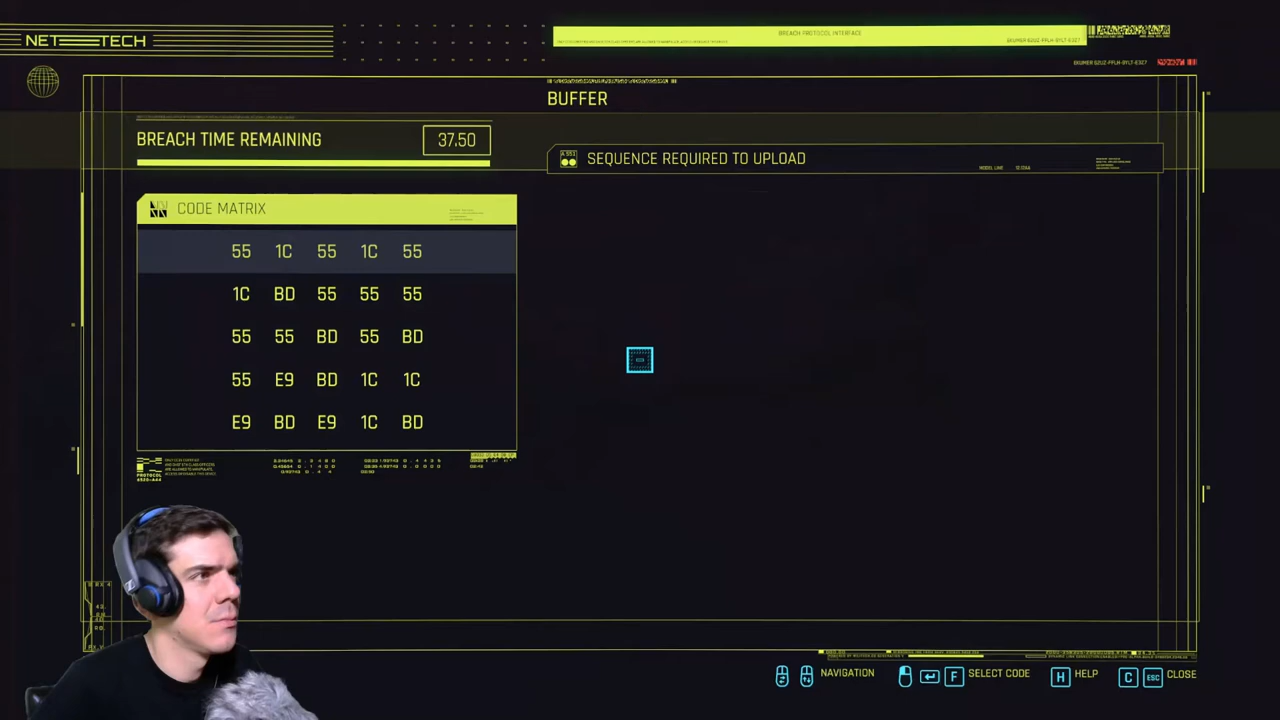 NET TECH
BREACH PROTOCOL INTERFACE
BUFFER
BREACH TIME REMAINING 37.50
SEQUENCE REQUIRED TO UPLOAD
CODE MATRIX
55 1C 55 1C 55
1C BD 55 55 55
55 55 BD 55 BD
55 E9 BD 1C 1C
E9 BD E9 1C BD
NAVIGATION
F SELECT CODE
H HELP
C ESC CLOSE